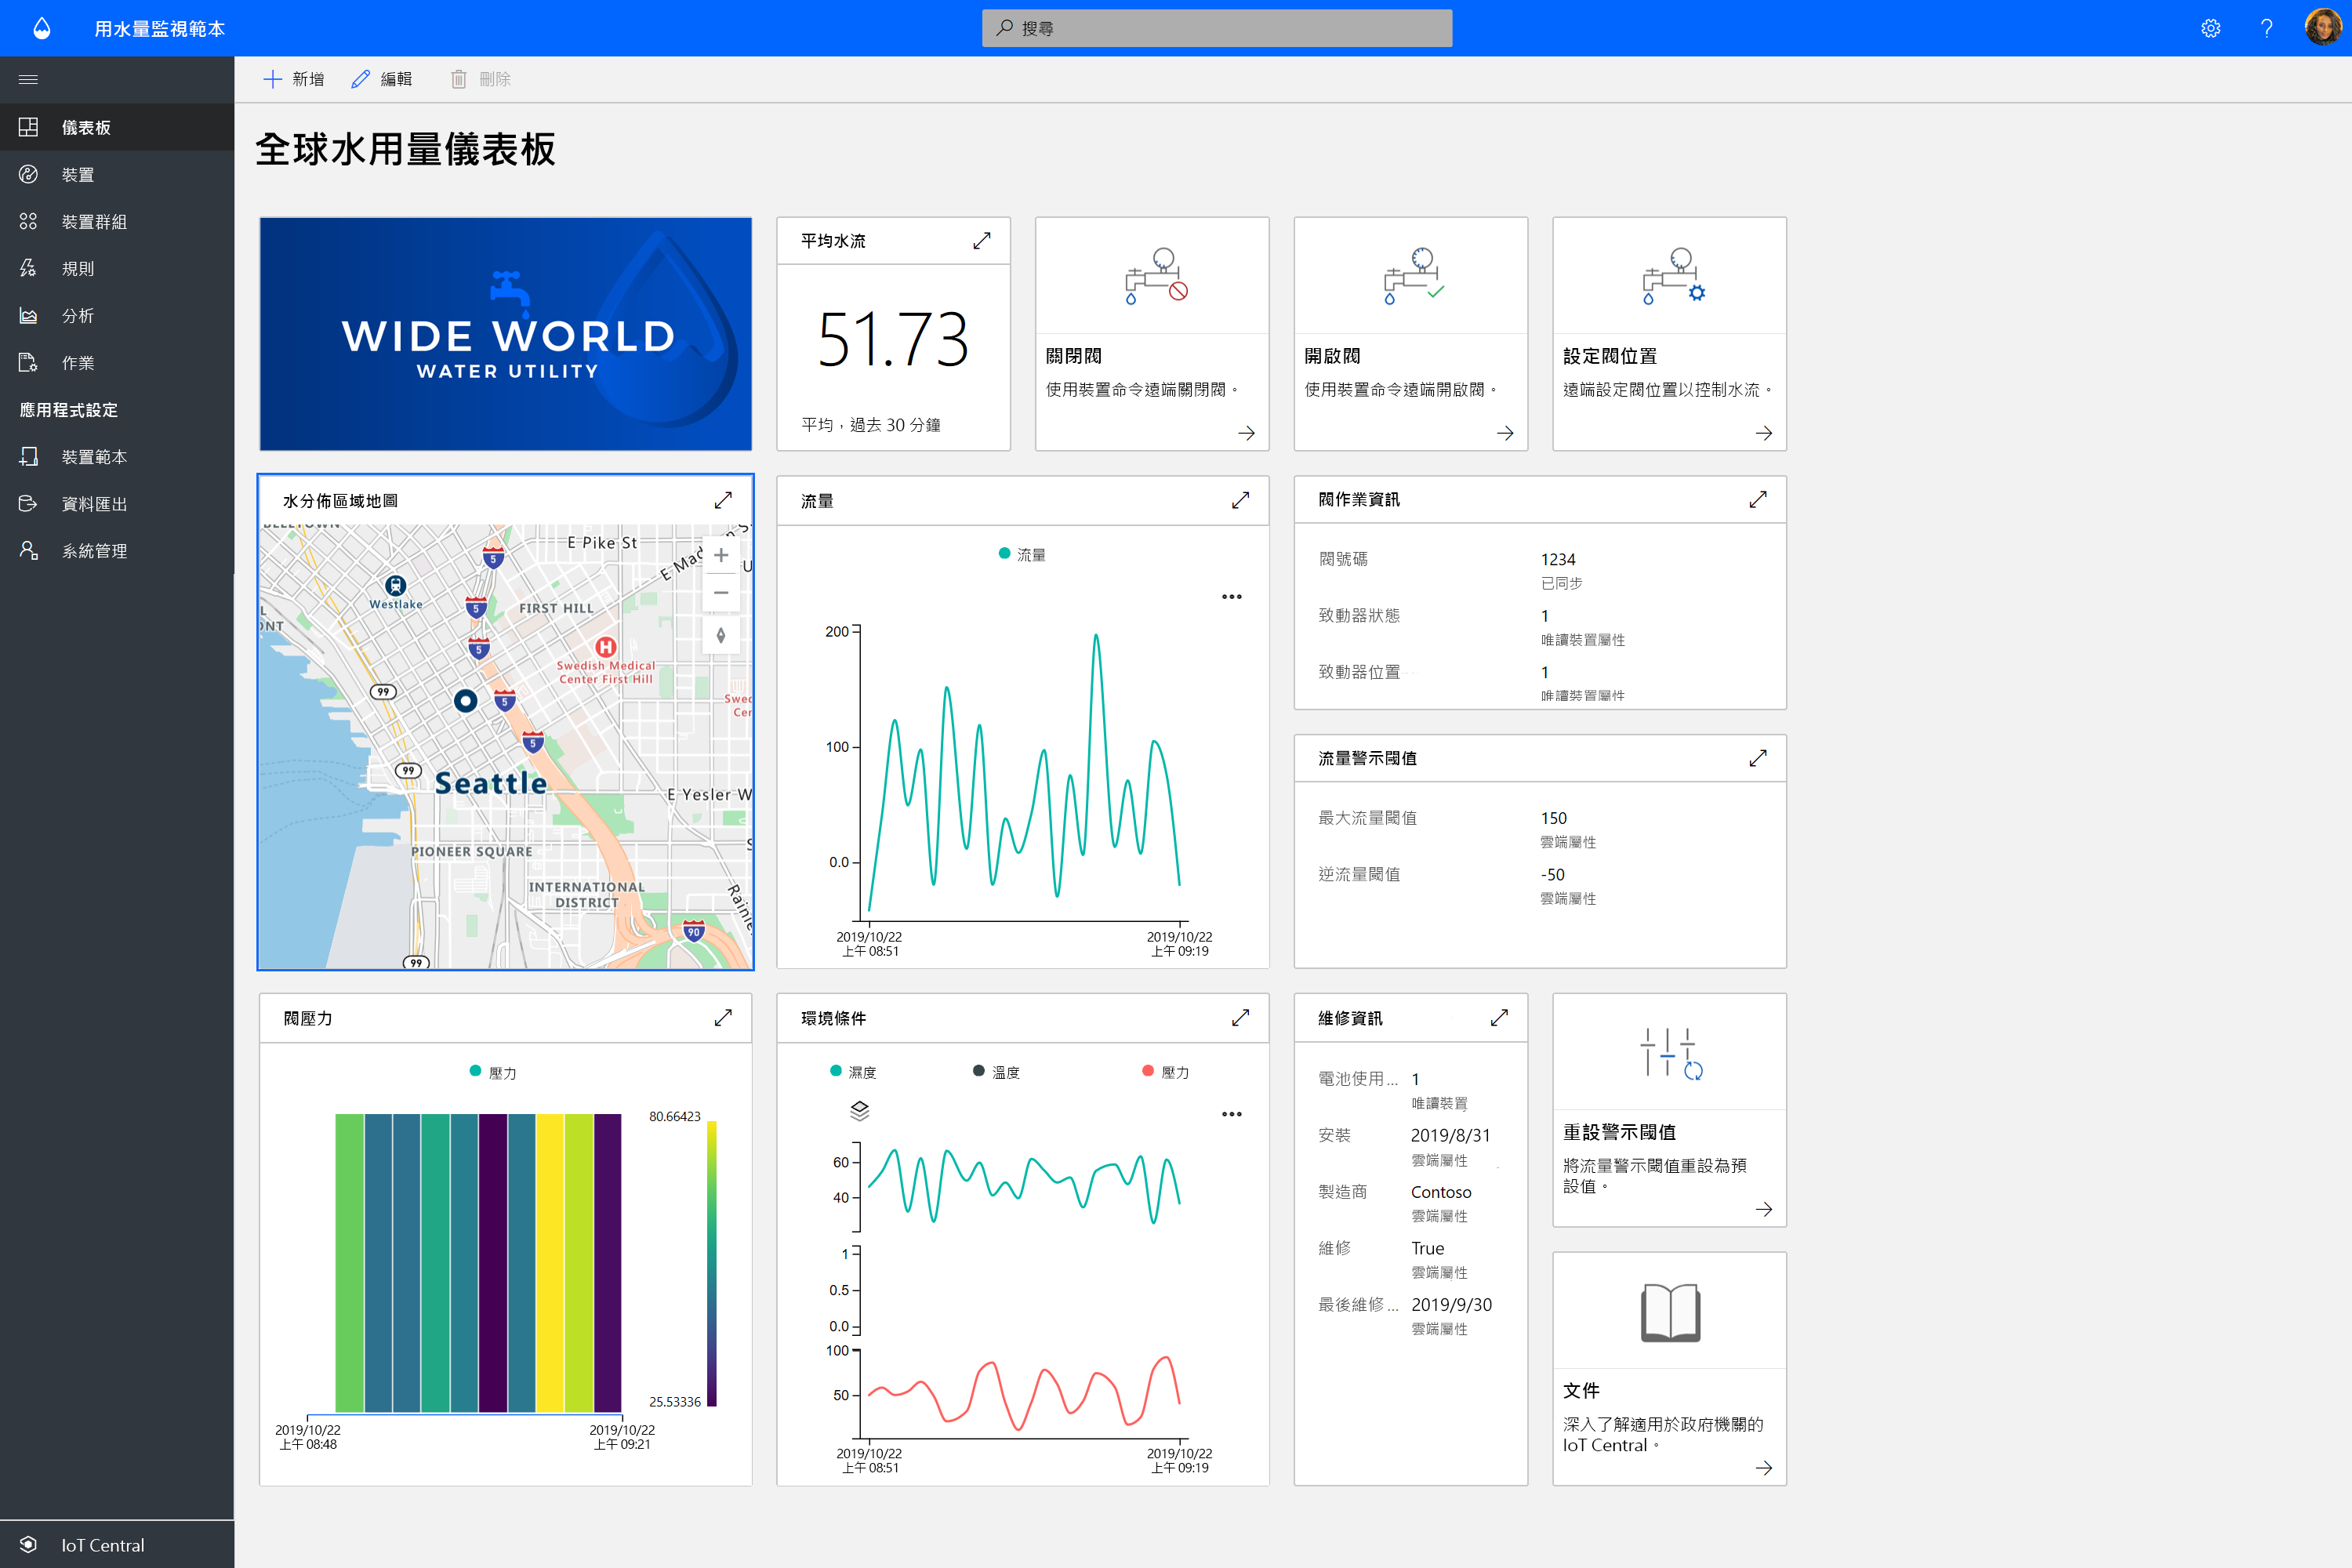 用水量監視範本
搜尋
新增
編輯
刪除
儀表板
裝置
裝置群組
規則
分析
作業
應用程式設定
裝置範本
資料匯出
系統管理
IoT Central
全球水用量儀表板
WIDE WORLD
WATER UTILITY
平均水流
51.73
平均，過去 30 分鐘
關閉閥
使用裝置命令遠端關閉閥。
開啟閥
使用裝置命令遠端開啟閥。
設定閥位置
遠端設定閥位置以控制水流。
水分佈區域地圖
BELLTOWN
E Pike St
E Mad
Westlake
FIRST HILL
5
5
5
5
5
Swedish Medical
Center First Hill
99
99
99
Seattle
E Yesler W
PIONEER SQUARE
INTERNATIONAL
DISTRICT
90
流量
流量
200
100
0.0
2019/10/22
上午 08:51
2019/10/22
上午 09:19
閥作業資訊
閥號碼
1234
已同步
致動器狀態
1
唯讀裝置屬性
致動器位置
1
唯讀裝置屬性
流量警示閾值
最大流量閾值
150
雲端屬性
逆流量閾值
-50
雲端屬性
閥壓力
壓力
80.66423
25.53336
2019/10/22
上午 08:48
2019/10/22
上午 09:21
環境條件
濕度
溫度
壓力
60
40
1
0.5
0.0
100
50
2019/10/22
上午 08:51
2019/10/22
上午 09:19
維修資訊
電池使用...
1
唯讀裝置
安裝
2019/8/31
雲端屬性
製造商
Contoso
雲端屬性
維修
True
雲端屬性
最後維修...
2019/9/30
雲端屬性
重設警示閾值
將流量警示閾值重設為預
設值。
文件
深入了解適用於政府機關的
IoT Central。